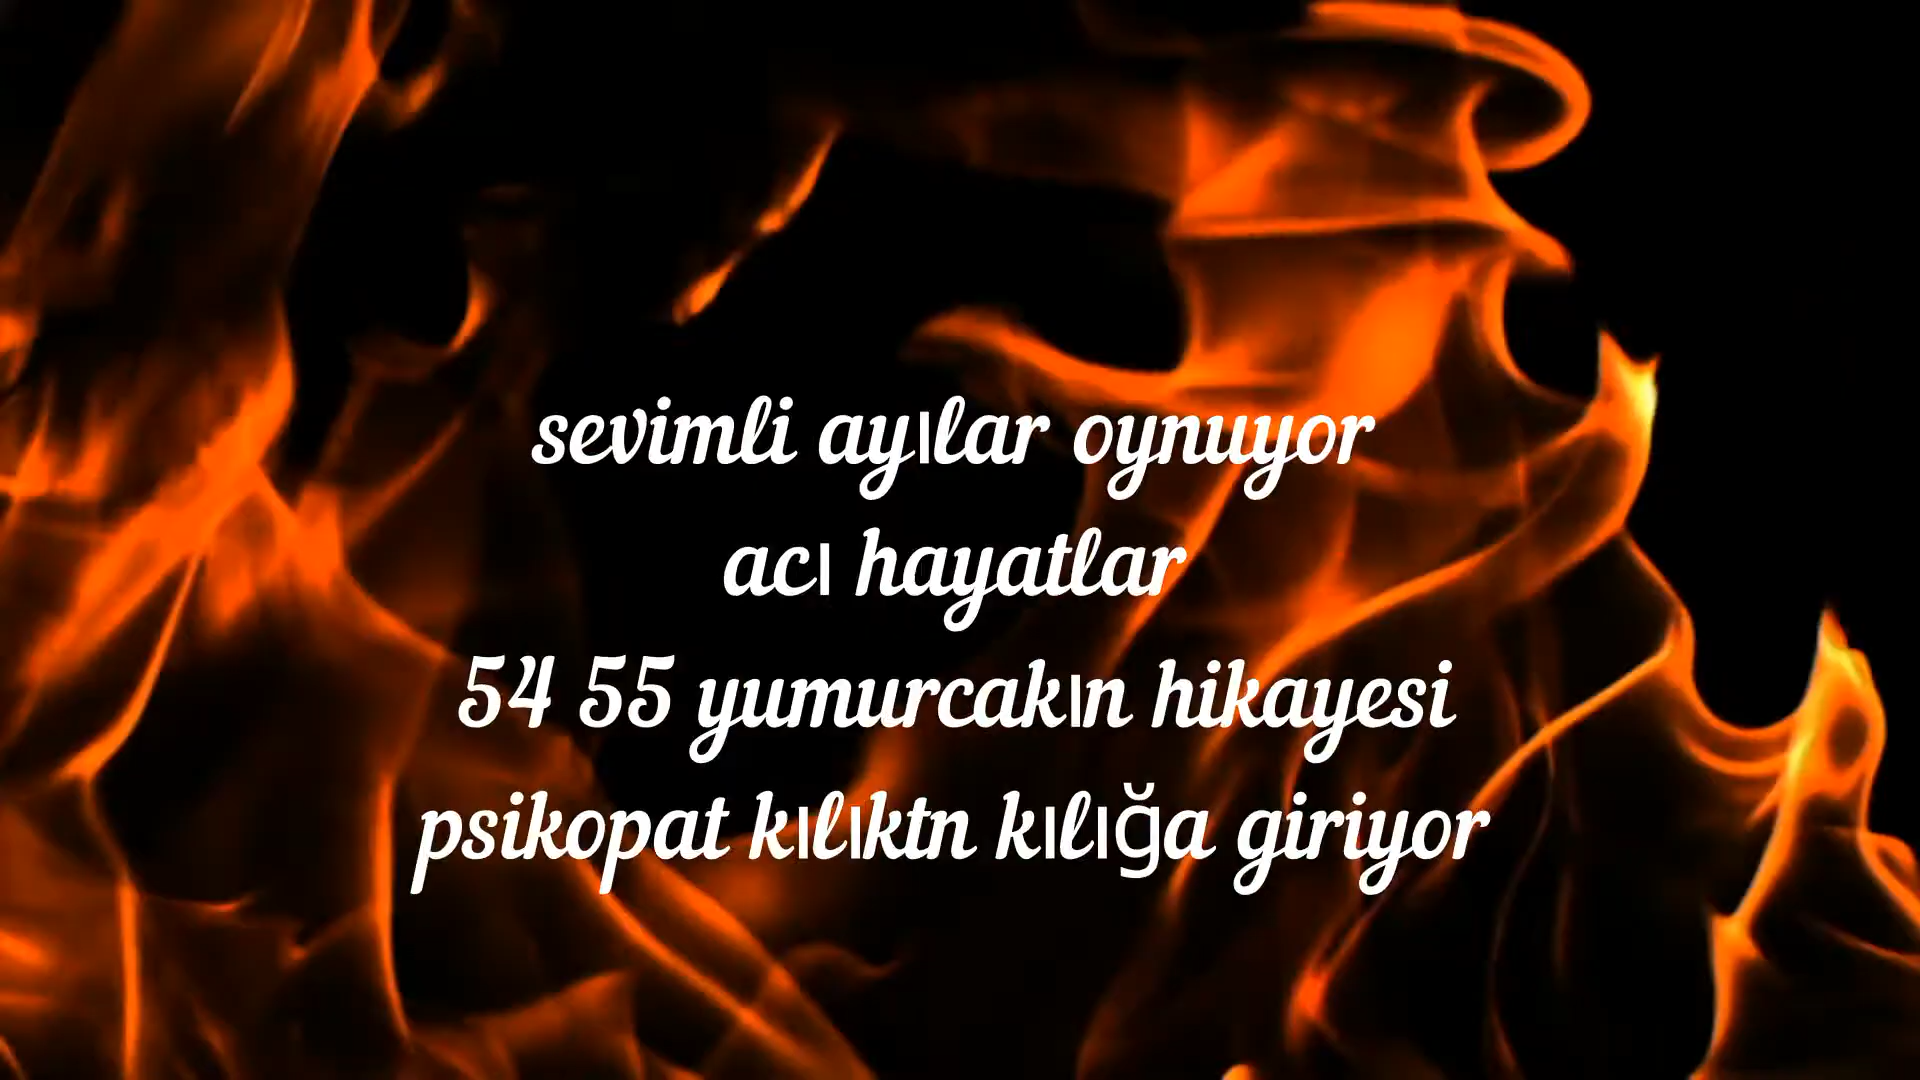 sevimli ayılar oynuyor
acı hayatlar
54 55 yumurcakın hikayesi
psikopat kılıktn kılığa giriyor